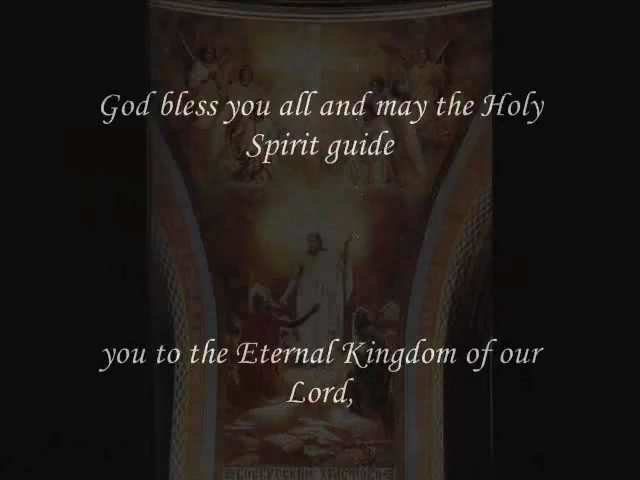 God bless you all and may the Holy
Spirit guide
you to the Eternal Kingdom of our
Lord,